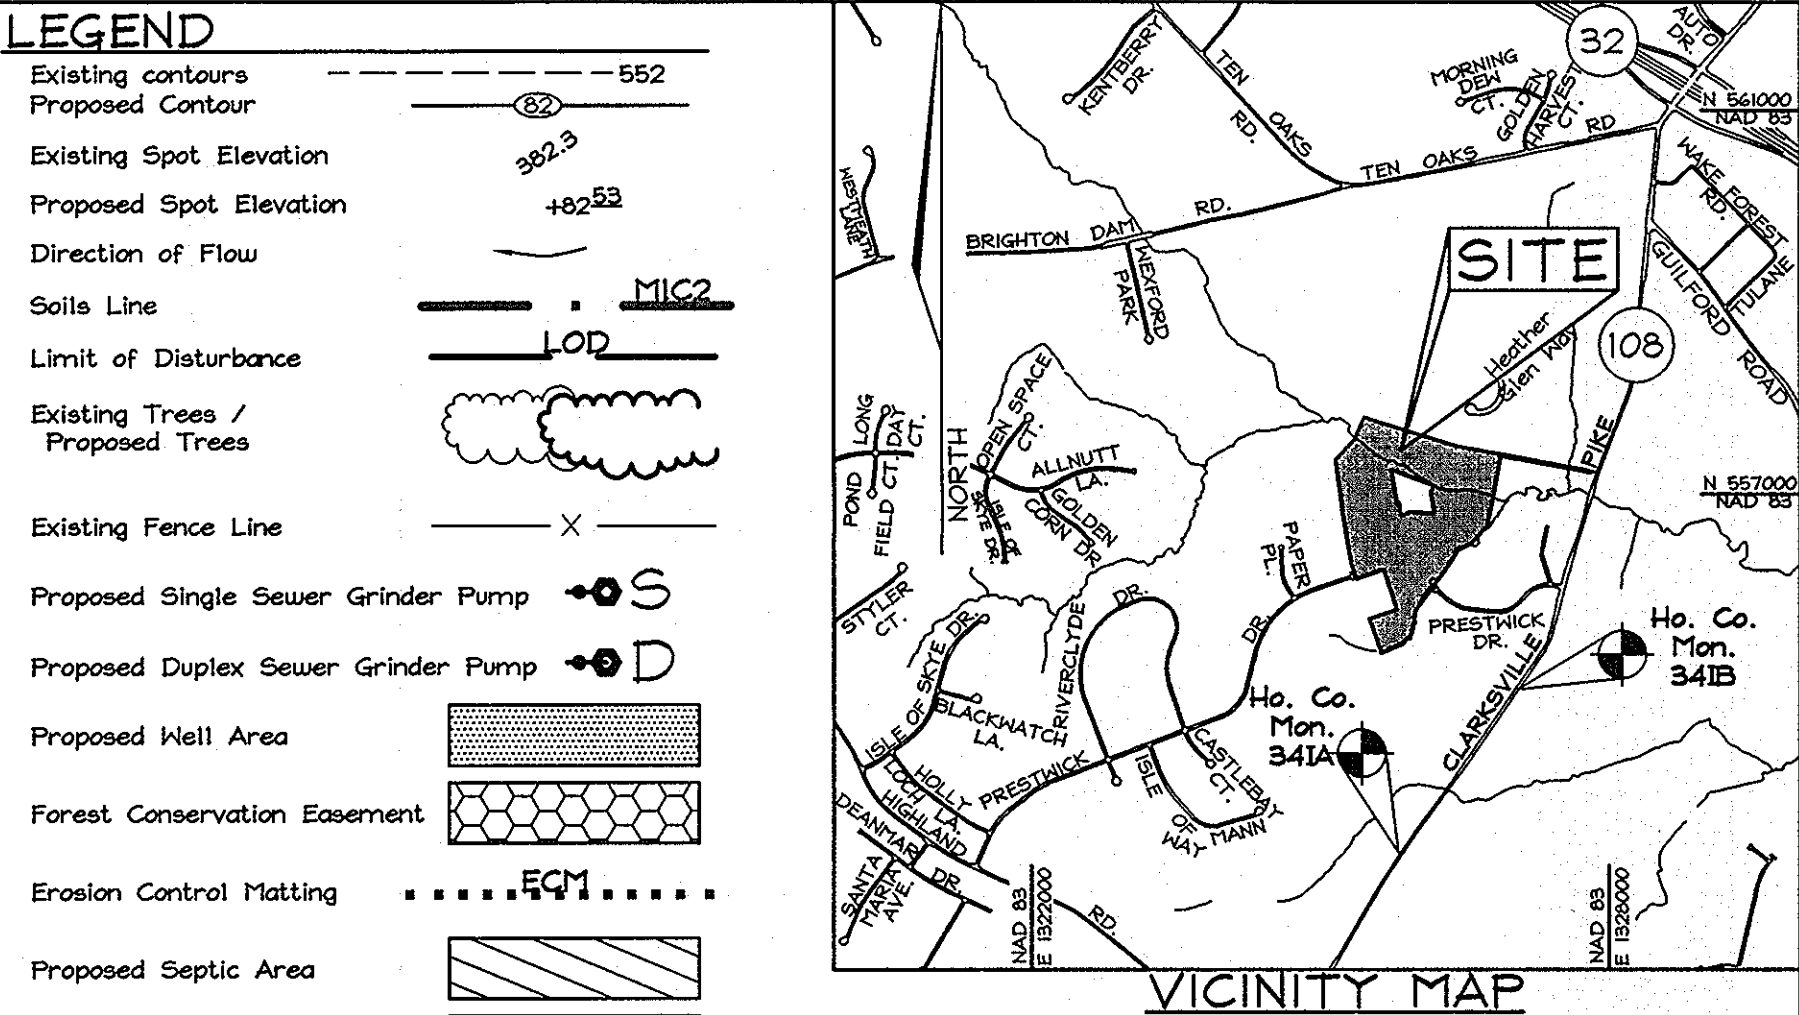 LEGEND
Existing contours
552
Proposed Contour
82
Existing Spot Elevation
382.3
Proposed Spot Elevation
+82 53
Direction of Flow
Soils Line
MIC2
Limit of Disturbance
LOD
Existing Trees /
Proposed Trees
Existing Fence Line
X
Proposed Single Sewer Grinder Pump
S
Proposed Duplex Sewer Grinder Pump
D
Proposed Well Area
Forest Conservation Easement
Erosion Control Matting
ECM
Proposed Septic Area
KENTBERRY
DR.
TEN OAKS
RD.
MORNING
DEW
CT.
GOLDEN
HARVEST
CT.
32
AUTO
DR.
N 561000
NAD 83
TEN OAKS RD
WAKE FOREST
RD.
WESTMEATH
LANE
BRIGHTON DAM RD.
WEXFORD
PARK
SITE
GUILFORD ROAD
TULANE
Heather
Glen Way
108
PIKE
NORTH
OPEN SPACE
CT.
LONG
DAY
CT.
POND
FIELD CT.
ALLNUTT
LA.
GOLDEN
CORN DR.
ISLE OF
SKYE DR.
N 557000
NAD 83
PAPER
PL.
STYLER
CT.
ISLE OF SKYE DR.
RIVERCLYDE
DR.
DR.
PRESTWICK
DR.
Ho. Co.
Mon.
34IB
BLACKWATCH
LA.
Ho. Co.
Mon.
34IA
CLARKSVILLE
CASTLEBAY
CT.
ISLE
OF MANN
WAY
PRESTWICK
HOLLY
LOCH LA.
HIGHLAND
DEANMAR
DR.
SANTA
MARIA
AVE.
RD.
NAD 83
E 1322000
NAD 83
E 1328000
VICINITY MAP